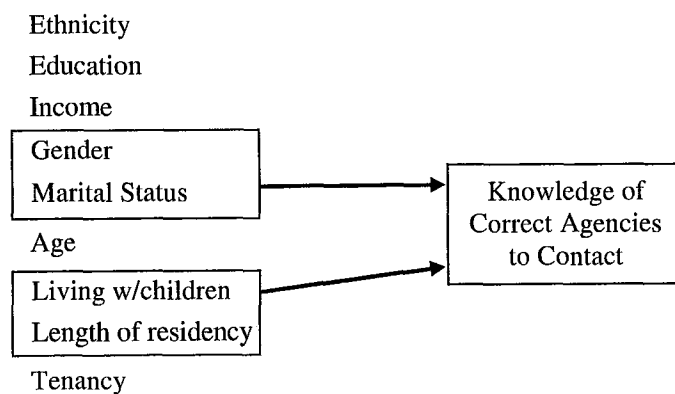 Ethnicity
Education
Income
Gender
Marital Status
Age
Living w/children
Length of residency
Tenancy
Knowledge of
Correct Agencies
to Contact